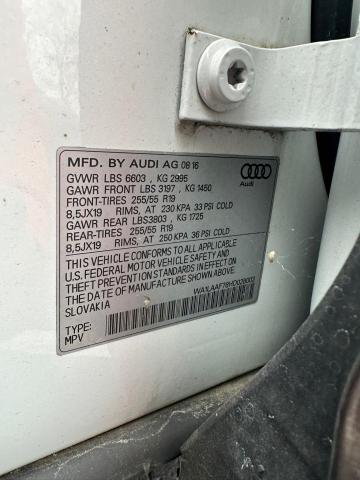 MFD. BY AUDI AG 08 16
GVWR LBS 6603 , KG 2995
GAWR FRONT LBS 3197 , KG 1450
FRONT-TIRES 255/55 R19
8,5JX19 RIMS, AT 230 KPA 33 PSI COLD
GAWR REAR LBS3803 , KG 1725
REAR-TIRES 255/55 R19
8,5JX19 RIMS, AT 250 KPA 36 PSI COLD
THIS VEHICLE CONFORMS TO ALL APPLICABLE
U.S. FEDERAL MOTOR VEHICLE SAFETY AND
THEFT PREVENTION STANDARDS IN EFFECT ON
THE DATE OF MANUFACTURE SHOWN ABOVE.
SLOVAKIA
WA1LAAF78HD028002
TYPE:
MPV
Audi